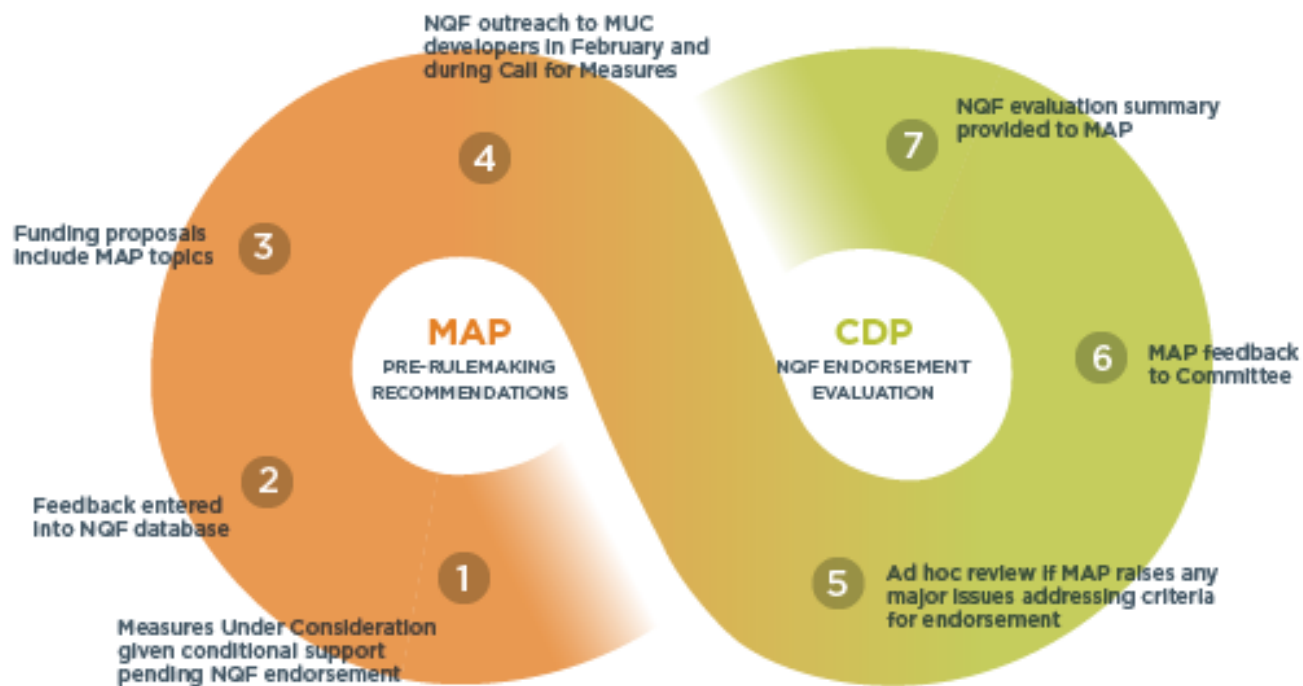 NQF outreach to MUC
developers in February and
during Call for Measures
4
7
NQF evaluation summary
provided to MAP
Funding proposals
include MAP topics
3
MAP
PRE-RULEMAKING
RECOMMENDATIONS
CDP
NQF ENDORSEMENT
EVALUATION
6
MAP feedback
to Committee
2
Feedback entered
into NQF database
1
Measures Under Consideration
given conditional support
pending NQF endorsement
5
Ad hoc review if MAP raises any
major issues addressing criteria
for endorsement